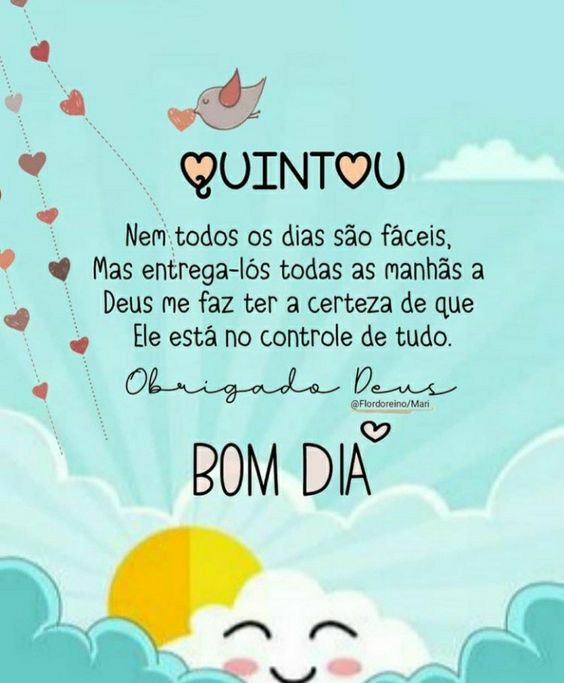 QUINTOU
Nem todos os dias são fáceis,
Mas entrega-lós todas as manhãs a
Deus me faz ter a certeza de que
Ele está no controle de tudo.
Obrigado Deus
@Flordoreino/Mari
BOM DIA